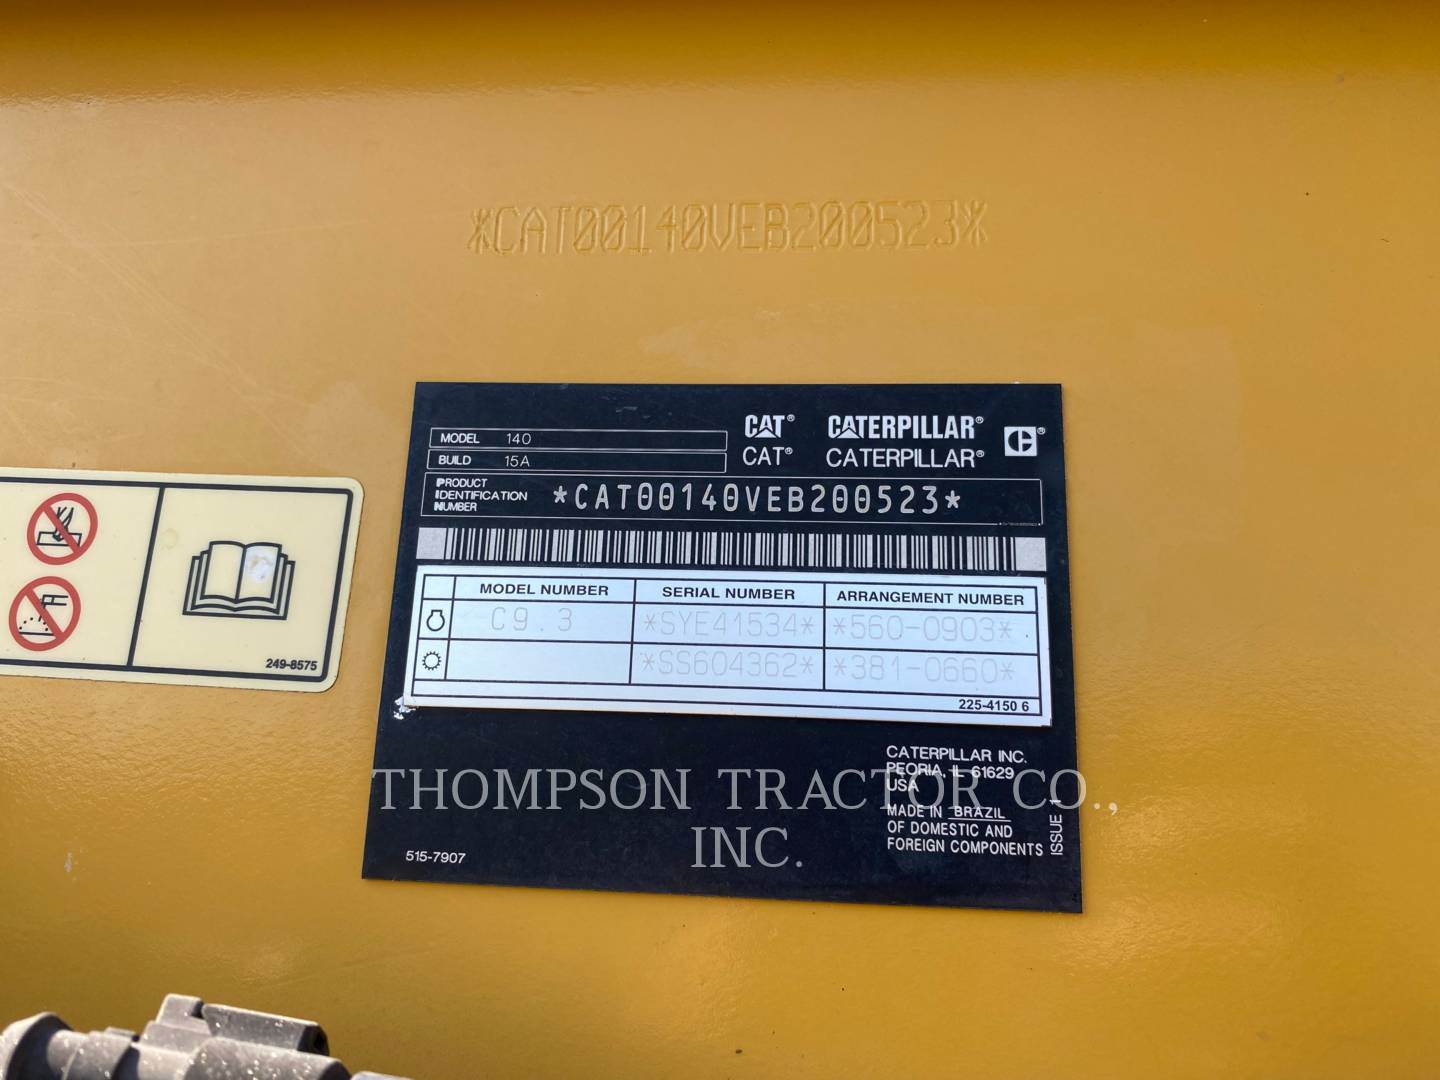 *CAT00140VEB200523*
MODEL 140
BUILD 15A
CAT® CATERPILLAR®
CAT® CATERPILLAR®
PRODUCT
IDENTIFICATION
NUMBER
*CAT00140VEB200523*
MODEL NUMBER SERIAL NUMBER ARRANGEMENT NUMBER
C9.3 *SYE41534* *560-0903*
*SS604362* *381-0660*
225-4150 6
249-8575
CATERPILLAR INC.
PEORIA, IL 61629
USA
MADE IN BRAZIL
OF DOMESTIC AND
FOREIGN COMPONENTS
ISSUE 1
515-7907
THOMPSON TRACTOR CO.,
INC.